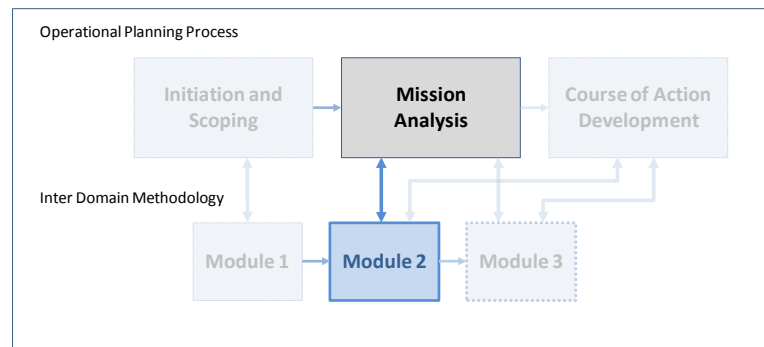 Operational Planning Process
Initiation and
Scoping
Mission
Analysis
Course of Action
Development
Inter Domain Methodology
Module 1
Module 2
Module 3